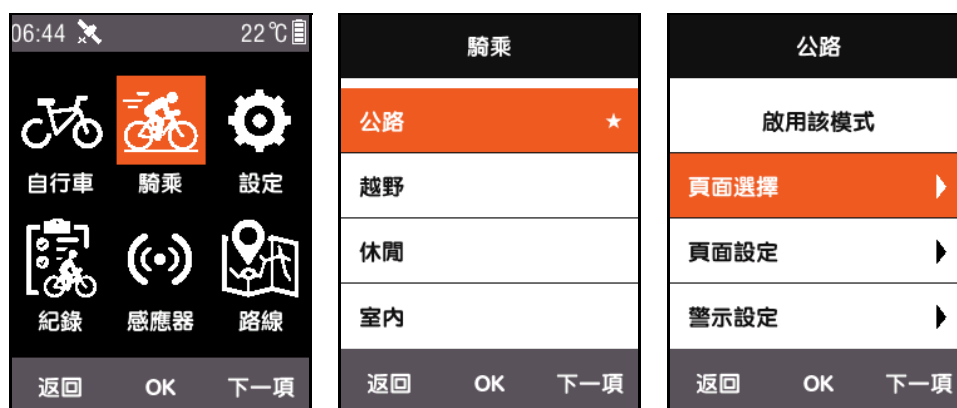 06:44 22℃
自行車 騎乘 設定
紀錄 感應器 路線
返回 OK 下一項
騎乘
公路 ★
越野
休閒
室内
返回 OK 下一項
公路
啟用該模式
頁面選擇
頁面設定
警示設定
返回 OK 下一項